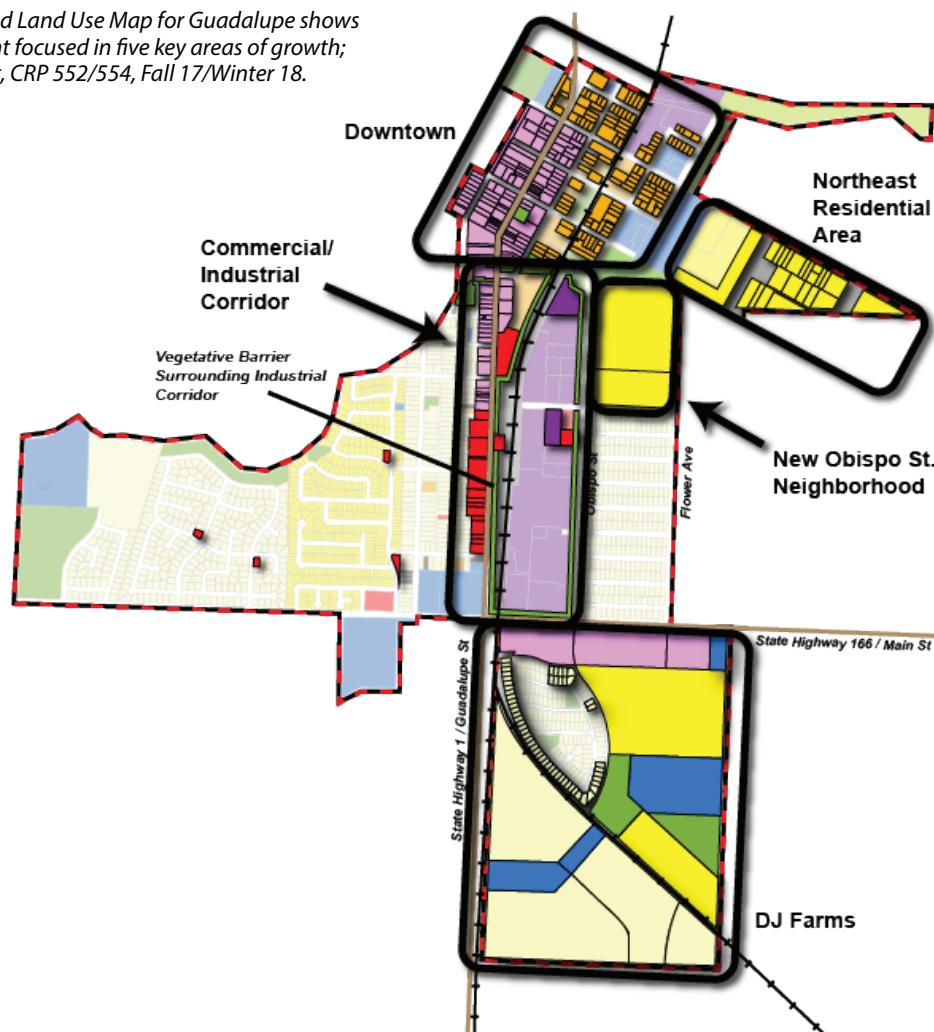 d Land Use Map for Guadalupe shows
t focused in five key areas of growth;
, CRP 552/554, Fall 17/Winter 18.
Downtown
Northeast
Residential
Area
Commercial/
Industrial
Corridor
Vegetative Barrier
Surrounding Industrial
Corridor
Obispo St
Flower Ave
New Obispo St.
Neighborhood
State Highway 166 / Main St
State Highway 1 / Guadalupe St
DJ Farms